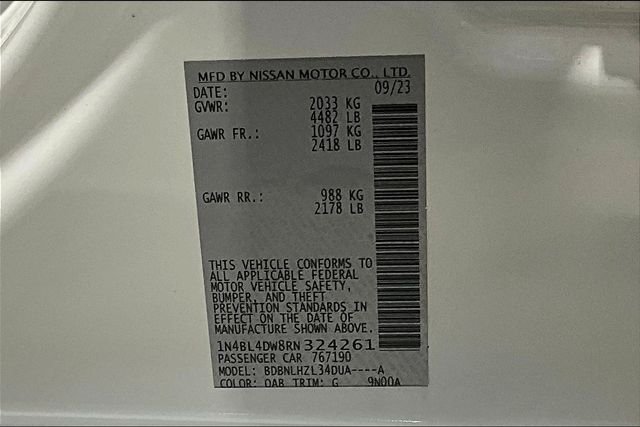 MFD BY NISSAN MOTOR CO., LTD.
DATE: 09/23
GVWR: 2033 KG
4482 LB
GAWR FR.: 1097 KG
2418 LB
GAWR RR.: 988 KG
2178 LB
THIS VEHICLE CONFORMS TO
ALL APPLICABLE FEDERAL
MOTOR VEHICLE SAFETY,
BUMPER, AND THEFT
PREVENTION STANDARDS IN
EFFECT ON THE DATE OF
MANUFACTURE SHOWN ABOVE.
1N4BL4DW8RN324261
PASSENGER CAR 767190
MODEL: BDBNLHZL34DUA----A
COLOR: QAB TRIM: G 9N00A